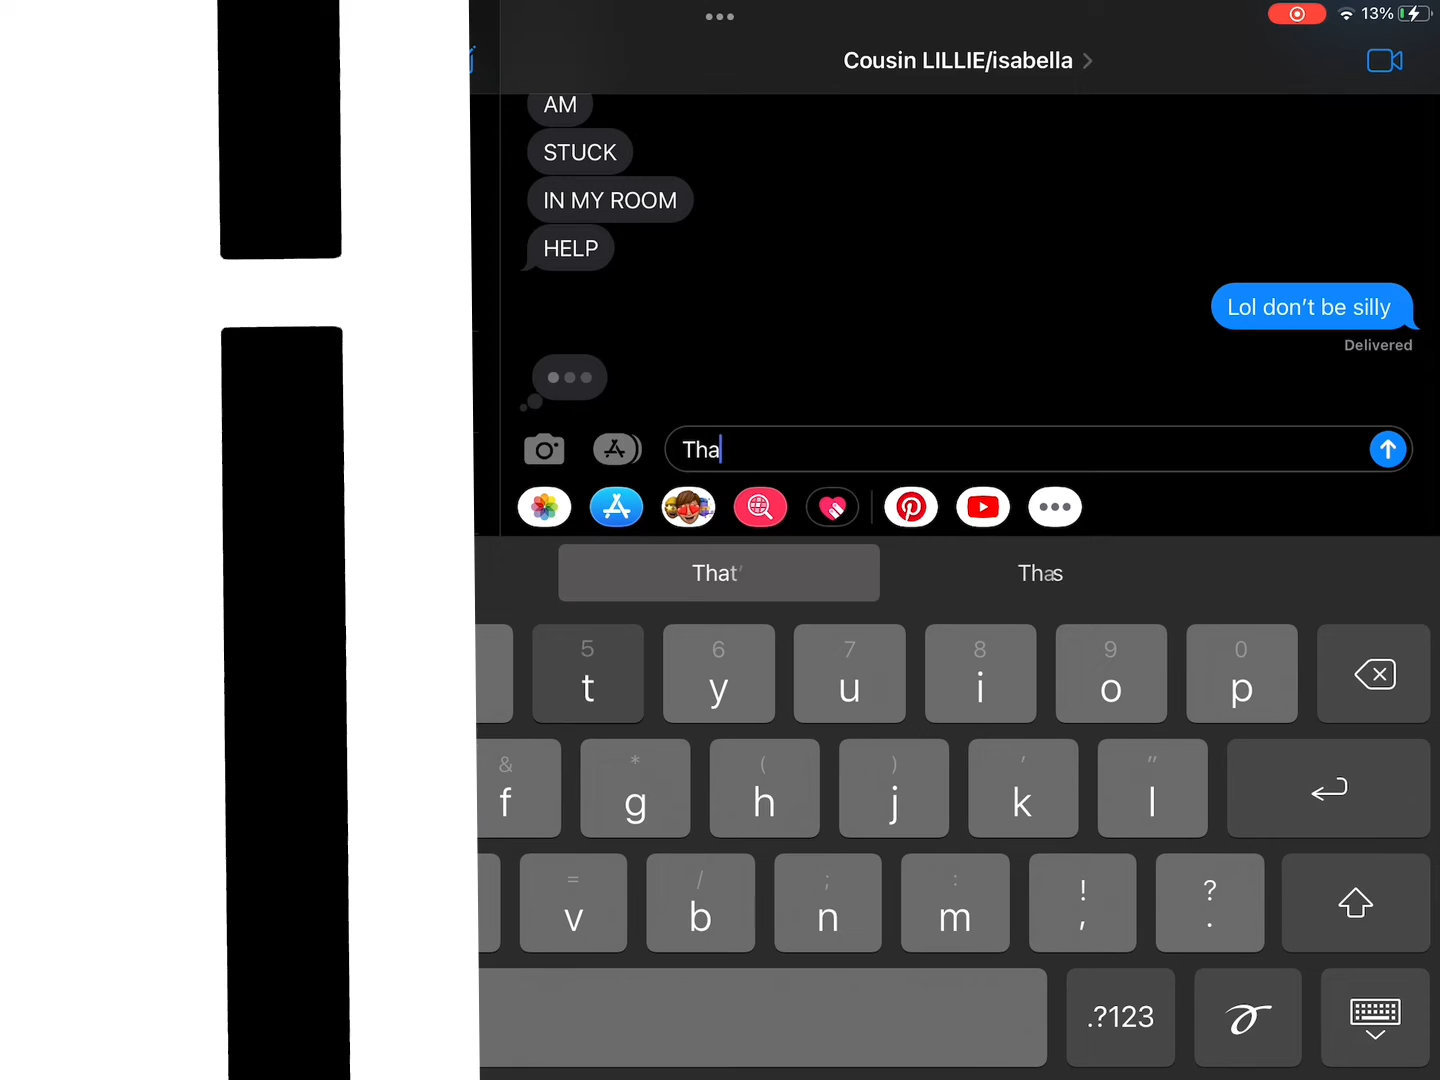 13%
Cousin LILLIE/isabella
AM
STUCK
IN MY ROOM
HELP
Lol don’t be silly
Delivered
Tha
That' Thas
5 6 7 8 9 0
t y u i o p
& * ( ) ' "
f g h j k l
= / ; : ! ?
v b n m , .
.?123